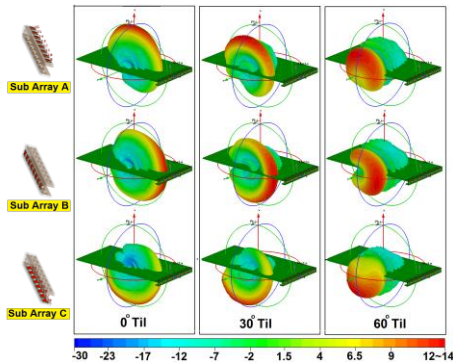 Sub Array A
Sub Array B
Sub Array C
0° Til
30° Til
60° Til
-30 -23 -17 -12 -7 -2 1.5 4 6.5 9 12~14